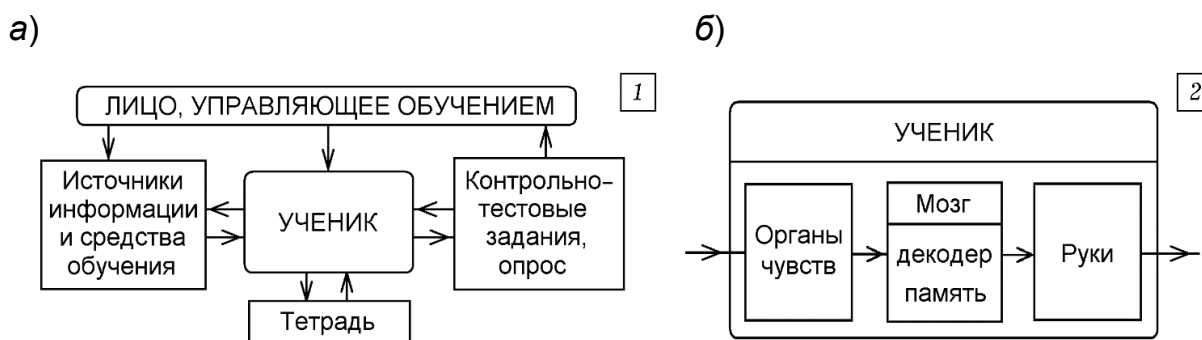 а)
1
ЛИЦО, УПРАВЛЯЮЩЕЕ ОБУЧЕНИЕМ
Источники
информации
и средства
обучения
УЧЕНИК
Контрольно-
тестовые
задания,
опрос
Тетрадь
б)
2
УЧЕНИК
Органы
чувств
Мозг
декодер
память
Руки